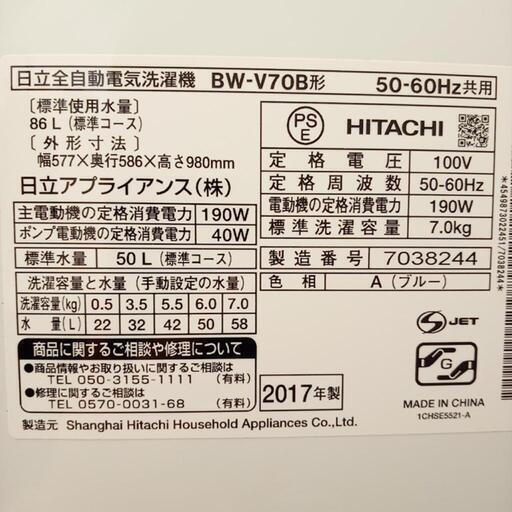 日立全自動電気洗濯機 BW-V70B形 50-60Hz共用
〔標準使用水量〕
86L（標準コース）
〔外形寸法〕
幅577×奥行586×高さ980mm
日立アプライアンス（株）
主電動機の定格消費電力 190W
ポンプ電動機の定格消費電力 40W
標準水量 50L（標準コース）
洗濯容量と水量（手動設定の水量）
洗濯容量(kg) 0.5 3.5 5.5 6.0 7.0
水量(L) 22 32 42 50 58
商品に関するご相談や修理について
●商品情報やお取り扱いに関するご相談
TEL 050-3155-1111（有料）
●修理に関するご相談
TEL 0570-0031-68（有料）
製造元 Shanghai Hitachi Household Appliances Co.,Ltd.
PSE HITACHI
定格電圧 100V
定格周波数 50-60Hz
電動機の定格消費電力 190W
標準洗濯容量 7.0kg
製造番号 7038244
色相 A（ブルー）
2017年製
S JET
G
MADE IN CHINA
1CHSE5521-A
*4549873022451/7038244*